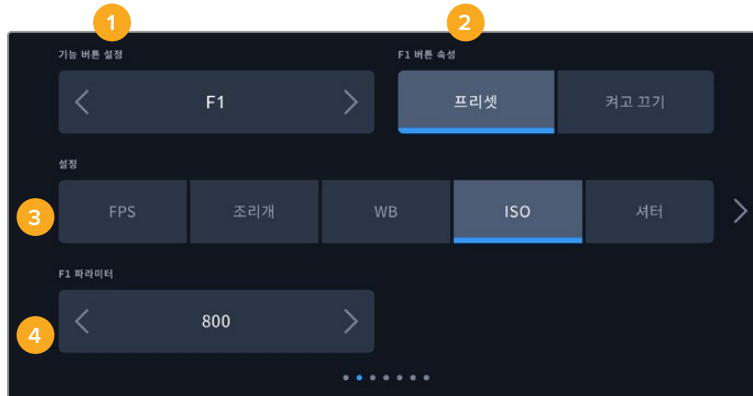 1 2
기능 버튼 설정 F1 버튼 속성
F1 프리셋 켜고 끄기
설정
3 FPS 조리개 WB ISO 셔터
F1 파라미터
4 800